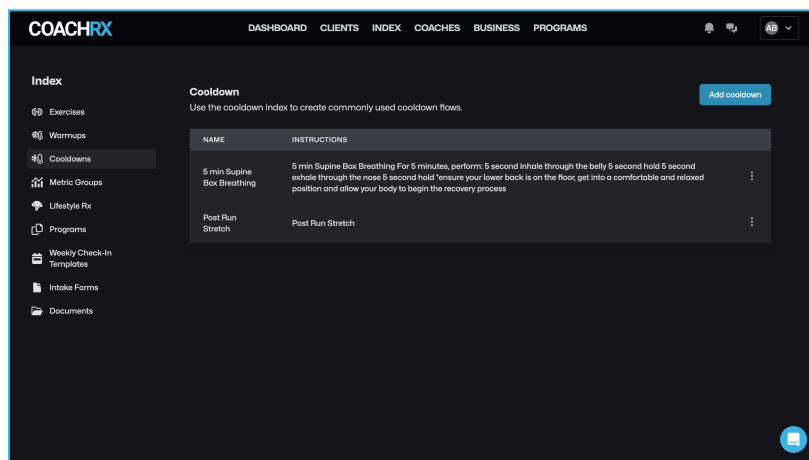 COACHRX
DASHBOARD CLIENTS INDEX COACHES BUSINESS PROGRAMS
AB
Index
Exercises
Warmups
Cooldowns
Metric Groups
Lifestyle Rx
Programs
Weekly Check-In
Templates
Intake Forms
Documents
Cooldown
Use the cooldown index to create commonly used cooldown flows.
Add cooldown
NAME INSTRUCTIONS
5 min Supine
Box Breathing
5 min Supine Box Breathing For 5 minutes, perform: 5 second inhale through the belly 5 second hold 5 second
exhale through the nose 5 second hold *ensure your lower back is on the floor, get into a comfortable and relaxed
position and allow your body to begin the recovery process
Post Run
Stretch
Post Run Stretch